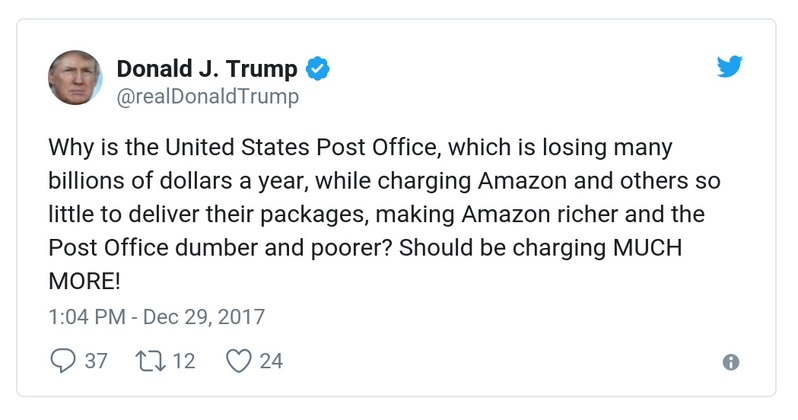 Donald J. Trump
@realDonaldTrump
Why is the United States Post Office, which is losing many
billions of dollars a year, while charging Amazon and others so
little to deliver their packages, making Amazon richer and the
Post Office dumber and poorer? Should be charging MUCH
MORE!
1:04 PM - Dec 29, 2017
37 12 24